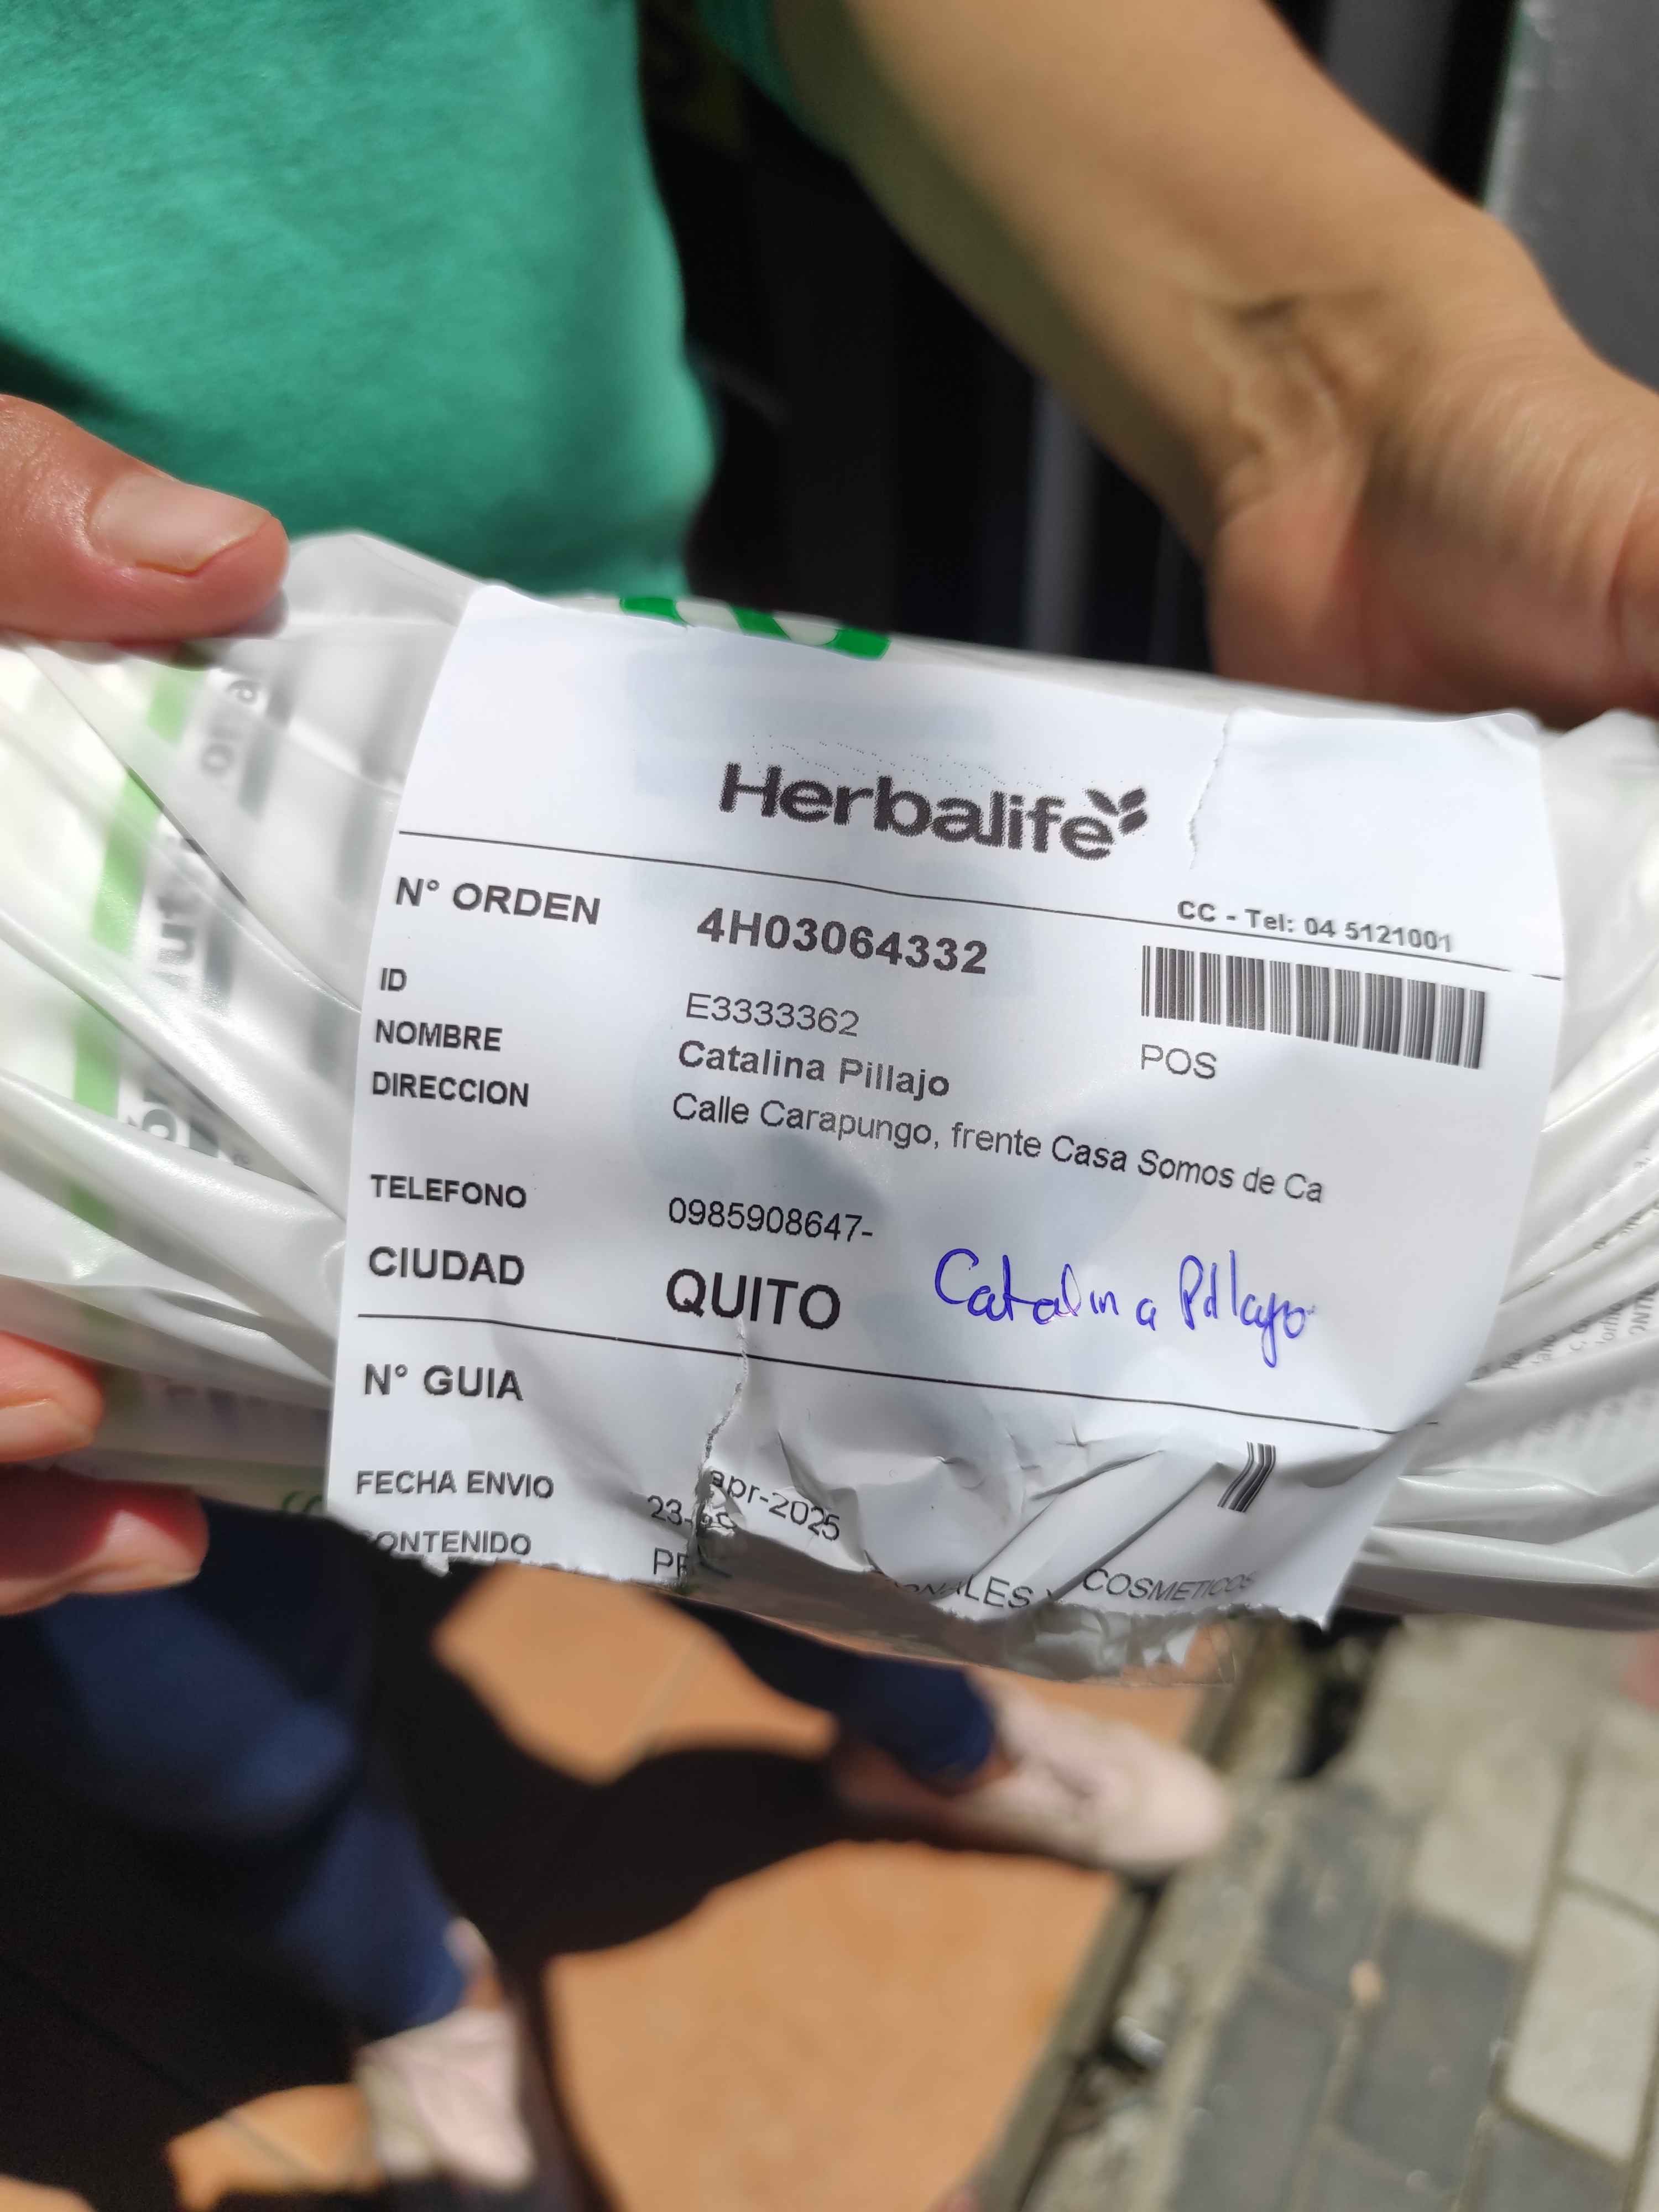 Herbalife
CC - Tel: 04 5121001
N° ORDEN 4H03064332
ID E3333362
POS
NOMBRE Catalina Pillajo
DIRECCION Calle Carapungo, frente Casa Somos de Ca
TELEFONO 0985908647-
CIUDAD QUITO
Catalina Pillajo
N° GUIA
FECHA ENVIO 23-apr-2025
CONTENIDO COSMETICOS